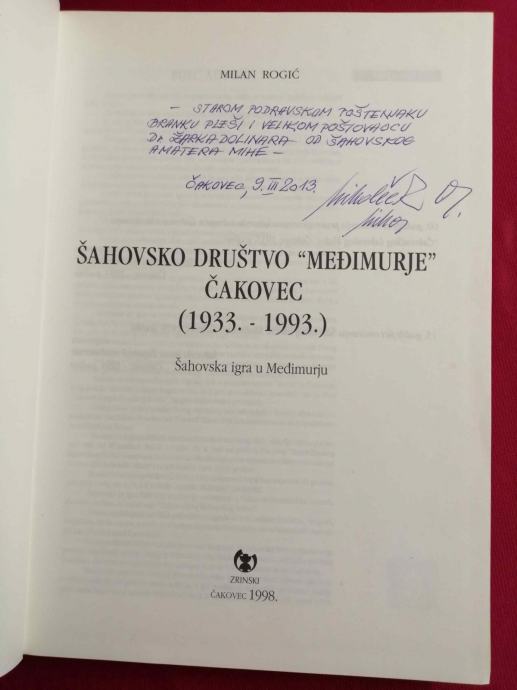 MILAN ROGIĆ
– STAROM PODRAVSKOM POŠTENJAKU
BRANKU PLEŠI I VELIKOM POŠTOVAOCU
Dr ŽARKA DOLINARA OD ŠAHOVSKOG
AMATERA MIHE –
ČAKOVEC, 9. III 2013.
ŠAHOVSKO DRUŠTVO “MEĐIMURJE”
ČAKOVEC
(1933. - 1993.)
Šahovska igra u Međimurju
ZRINSKI
ČAKOVEC 1998.